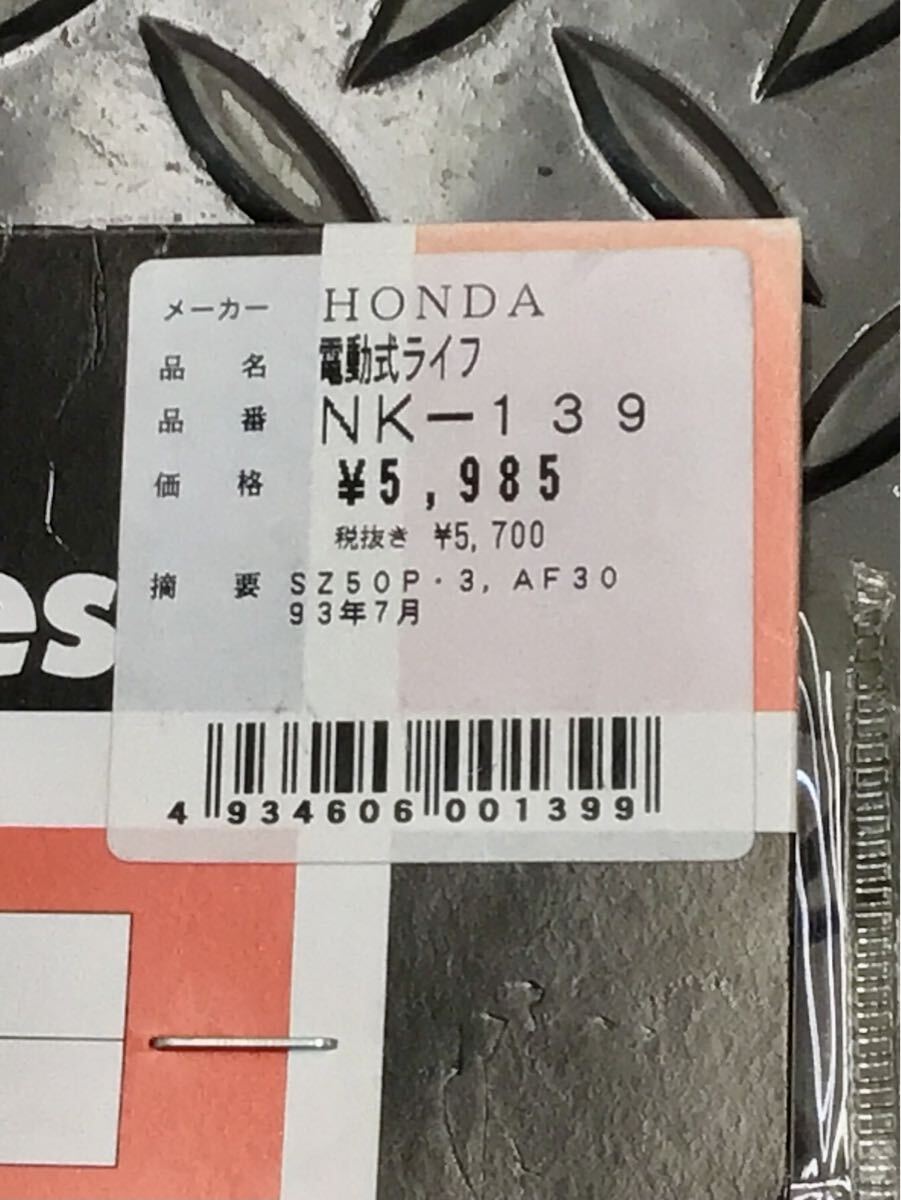 メーカー HONDA
品 名 電動式ライフ
品 番 NK－139
価 格 ¥5,985
税抜き ¥5,700
摘 要 SZ50P・3, AF30
93年7月
es
4 934606 001399